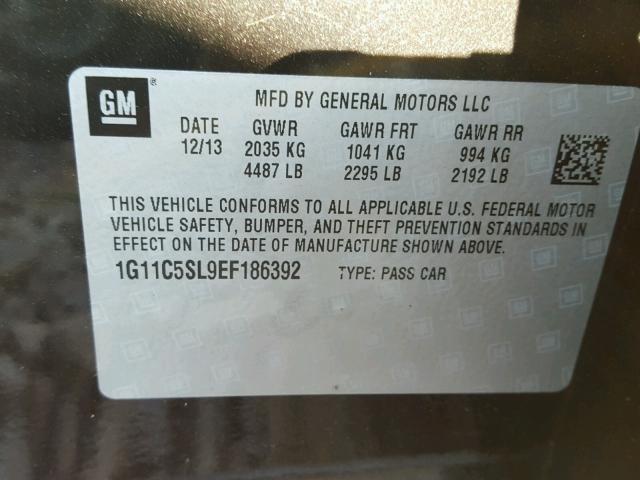 GM®
MFD BY GENERAL MOTORS LLC
DATE GVWR GAWR FRT GAWR RR
12/13 2035 KG 1041 KG 994 KG
4487 LB 2295 LB 2192 LB
THIS VEHICLE CONFORMS TO ALL APPLICABLE U.S. FEDERAL MOTOR
VEHICLE SAFETY, BUMPER, AND THEFT PREVENTION STANDARDS IN
EFFECT ON THE DATE OF MANUFACTURE SHOWN ABOVE.
1G11C5SL9EF186392 TYPE: PASS CAR